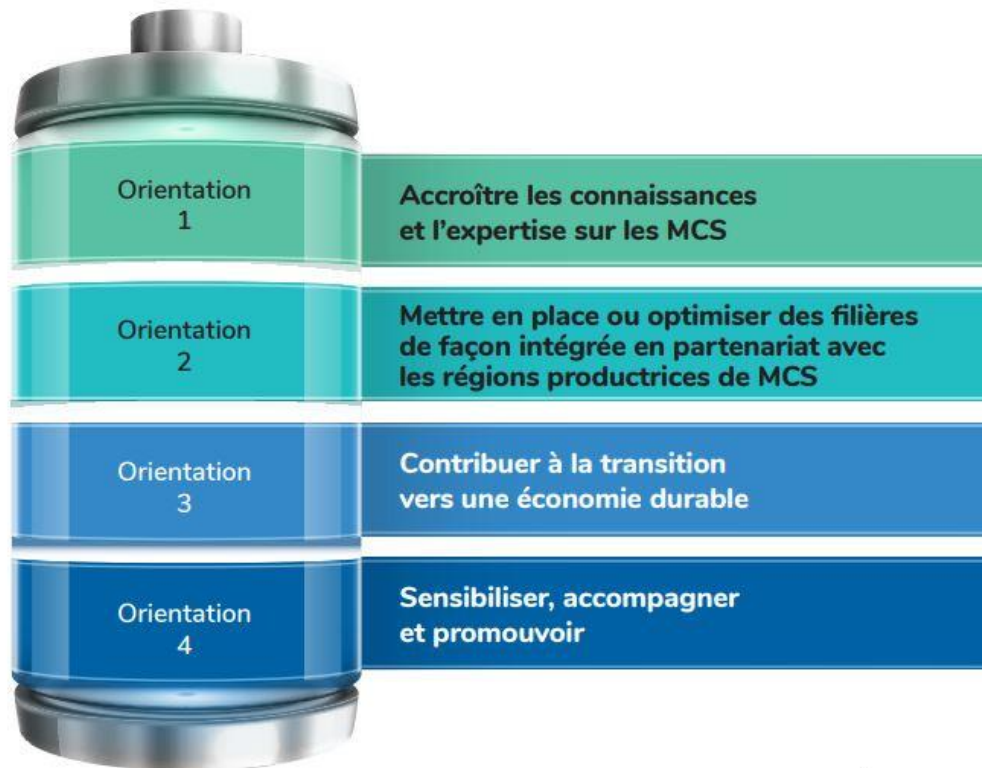 Orientation
1
Accroître les connaissances
et l'expertise sur les MCS
Orientation
2
Mettre en place ou optimiser des filières
de façon intégrée en partenariat avec
les régions productrices de MCS
Orientation
3
Contribuer à la transition
vers une économie durable
Orientation
4
Sensibiliser, accompagner
et promouvoir